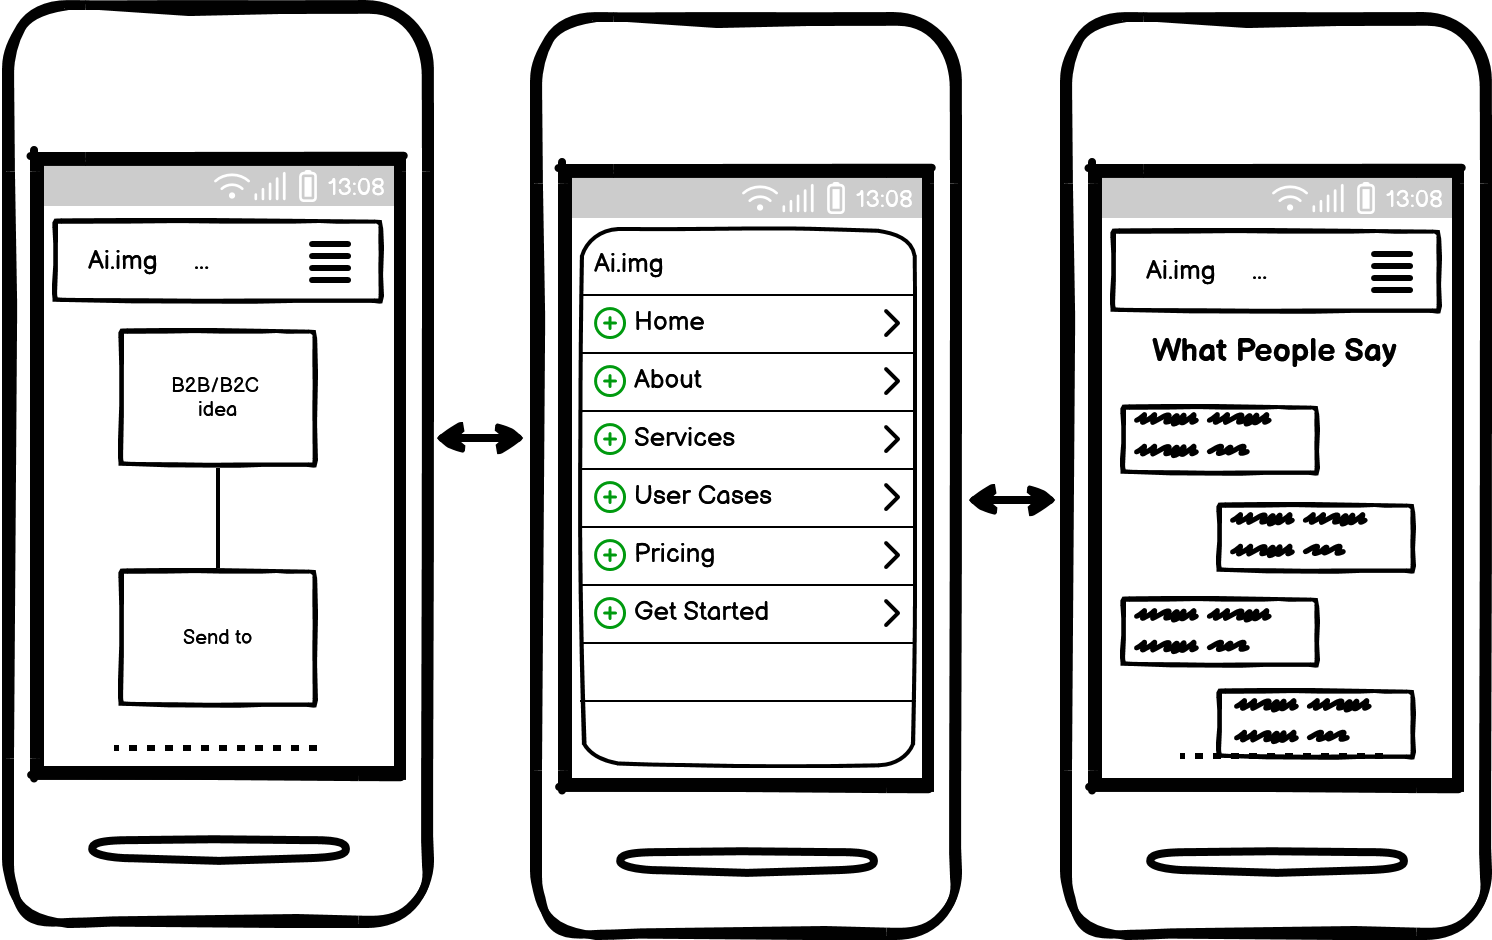 13:08
Ai.img ...
B2B/B2C
idea
Send to
13:08
Ai.img
Home
About
Services
User Cases
Pricing
Get Started
13:08
Ai.img ...
What People Say